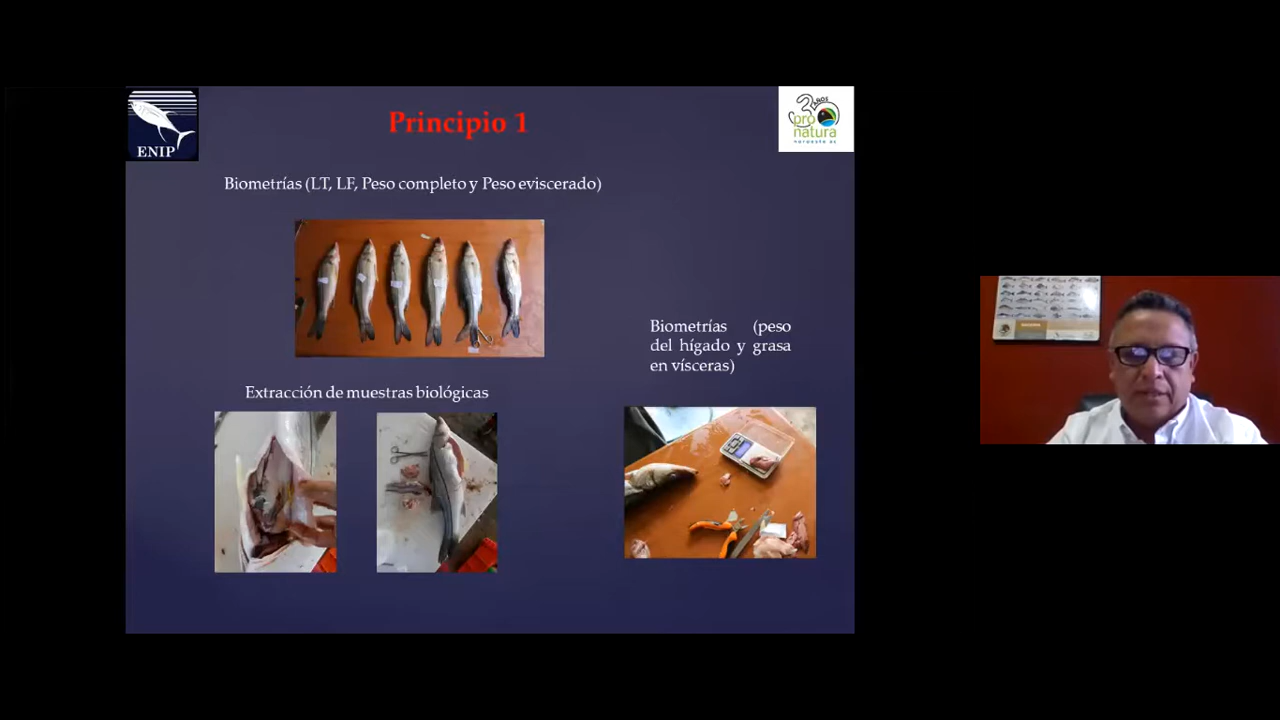 Principio 1
ENIP
30 AÑOS
pro
natura
noroeste ac
Biometrías (LT, LF, Peso completo y Peso eviscerado)
Biometrías (peso
del hígado y grasa
en vísceras)
Extracción de muestras biológicas